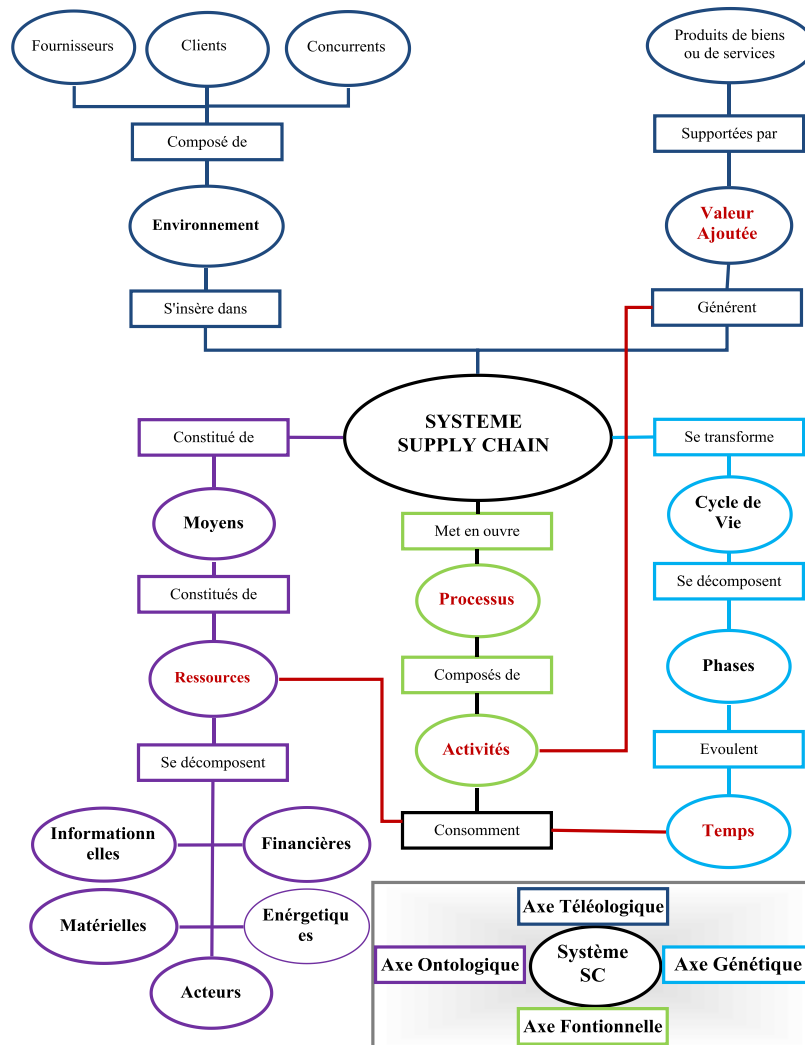 Fournisseurs
Clients
Concurrents
Produits de biens
ou de services
Composé de
Supportées par
Environnement
Valeur
Ajoutée
S'insère dans
Générent
SYSTEME
SUPPLY CHAIN
Constitué de
Se transforme
Moyens
Met en ouvre
Cycle de
Vie
Constitués de
Processus
Se décomposent
Ressources
Composés de
Phases
Se décomposent
Activités
Evoulent
Informationn
elles
Financières
Consomment
Temps
Matérielles
Enérgetiqu
es
Acteurs
Axe Téléologique
Axe Ontologique
Système
SC
Axe Génétique
Axe Fontionnelle